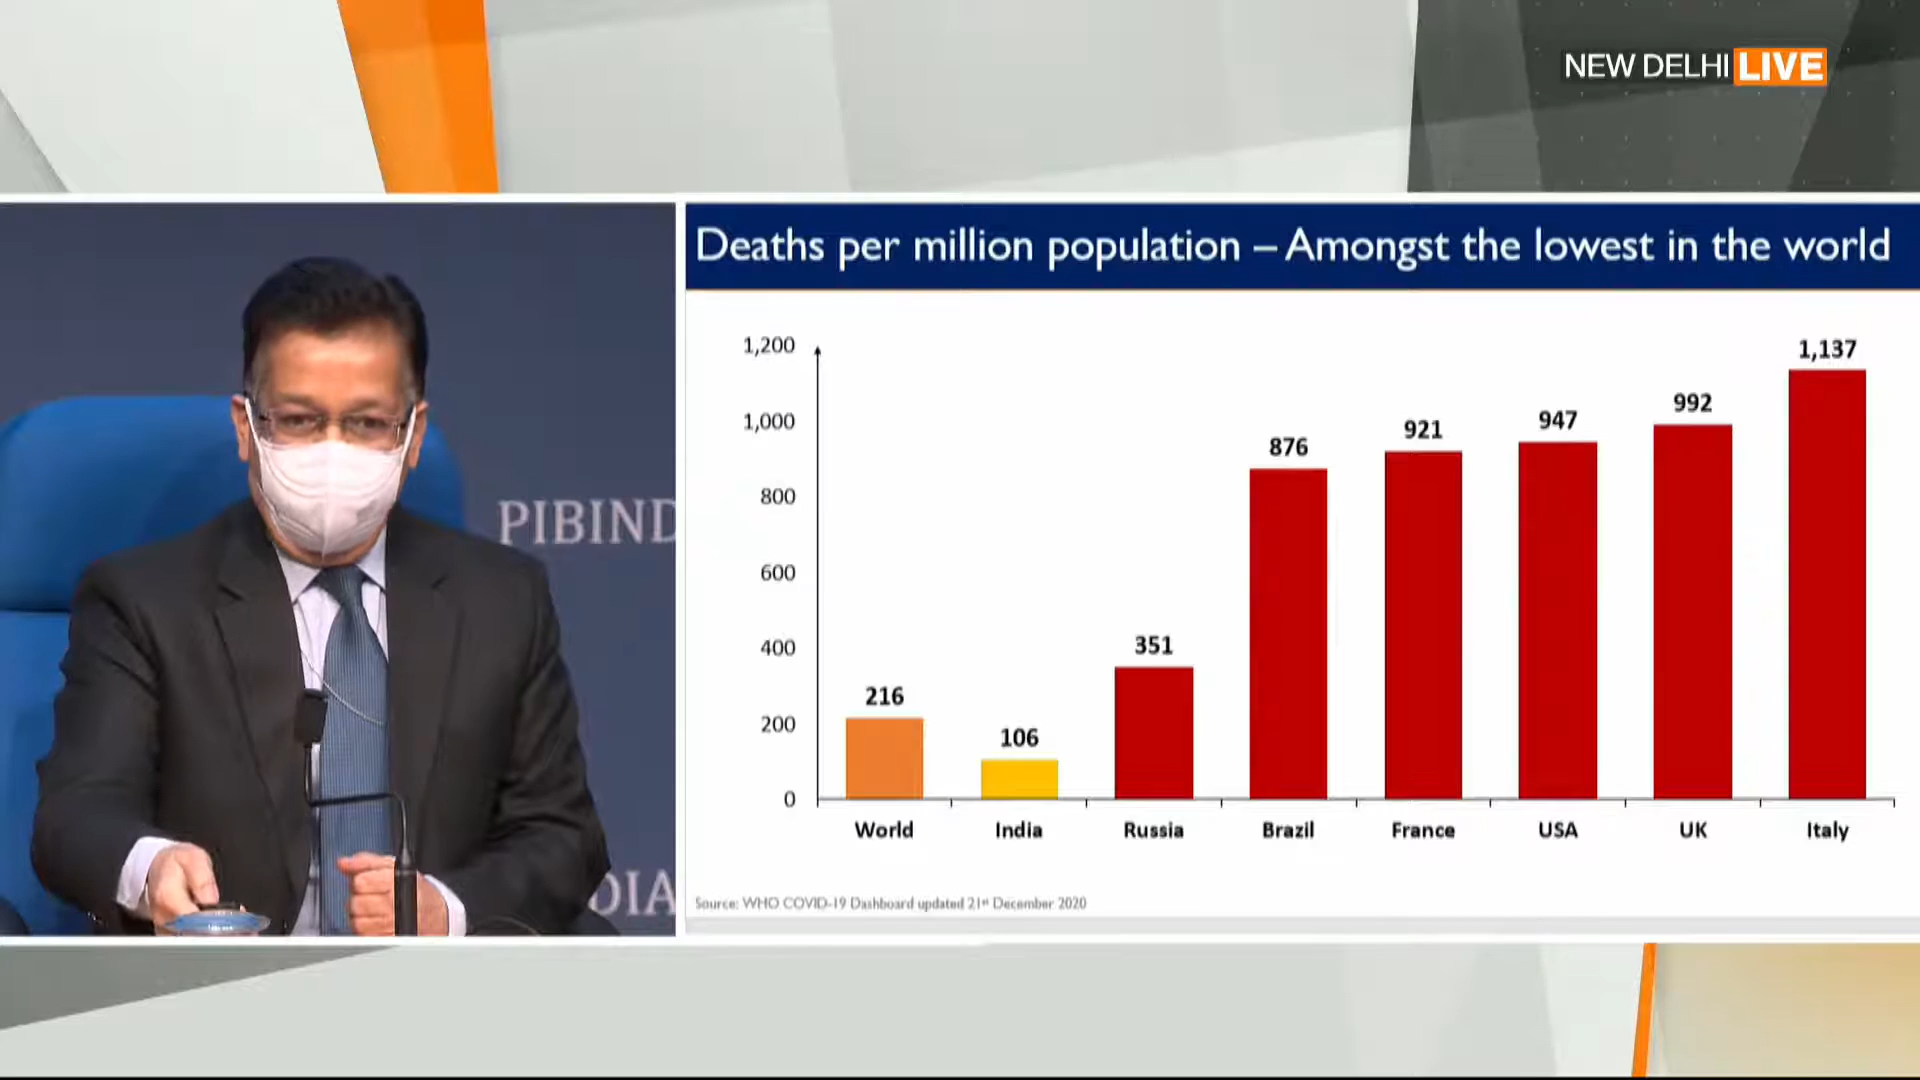 NEW DELHI LIVE
PIBIND
DIA
Deaths per million population – Amongst the lowest in the world
1,200
1,000
800
600
400
200
0
216
106
351
876
921
947
992
1,137
World India Russia Brazil France USA UK Italy
Source: WHO COVID-19 Dashboard updated 21st December 2020